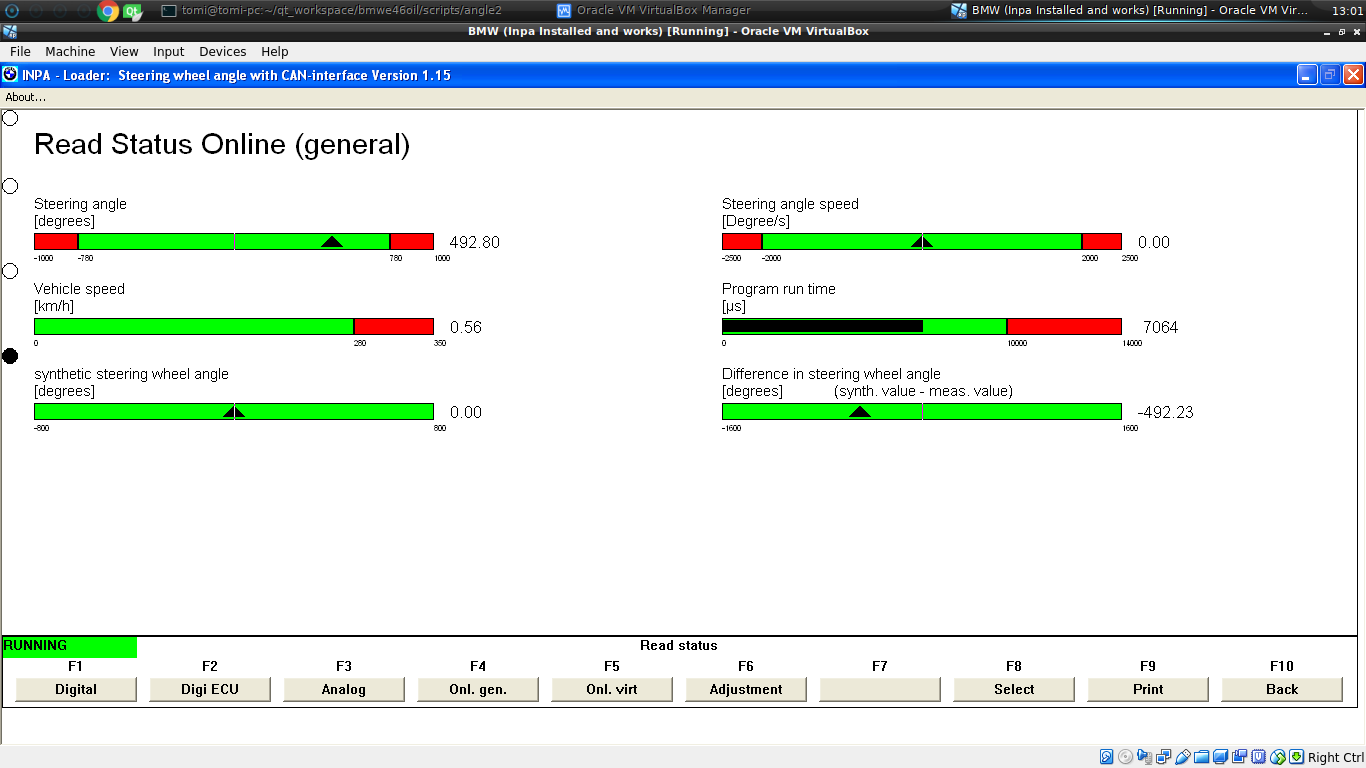 tomi@tomi-pc:~/qt_workspace/bmwe46oil/scripts/angle2
Oracle VM VirtualBox Manager
BMW (Inpa Installed and works) [Running] - Oracle VM Vir...
13:01
BMW (Inpa Installed and works) [Running] - Oracle VM VirtualBox
File Machine View Input Devices Help
INPA - Loader: Steering wheel angle with CAN-interface Version 1.15
About...
Read Status Online (general)
Steering angle
[degrees]
492.80
-1000 -780 780 1000
Steering angle speed
[Degree/s]
0.00
-2500 -2000 2000 2500
Vehicle speed
[km/h]
0.56
0 280 350
Program run time
[µs]
7064
0 10000 14000
synthetic steering wheel angle
[degrees]
0.00
-800 800
Difference in steering wheel angle
[degrees] (synth. value - meas. value)
-492.23
-1600 1600
RUNNING
Read status
F1 F2 F3 F4 F5 F6 F7 F8 F9 F10
Digital Digi ECU Analog Onl. gen. Onl. virt Adjustment Select Print Back
Right Ctrl